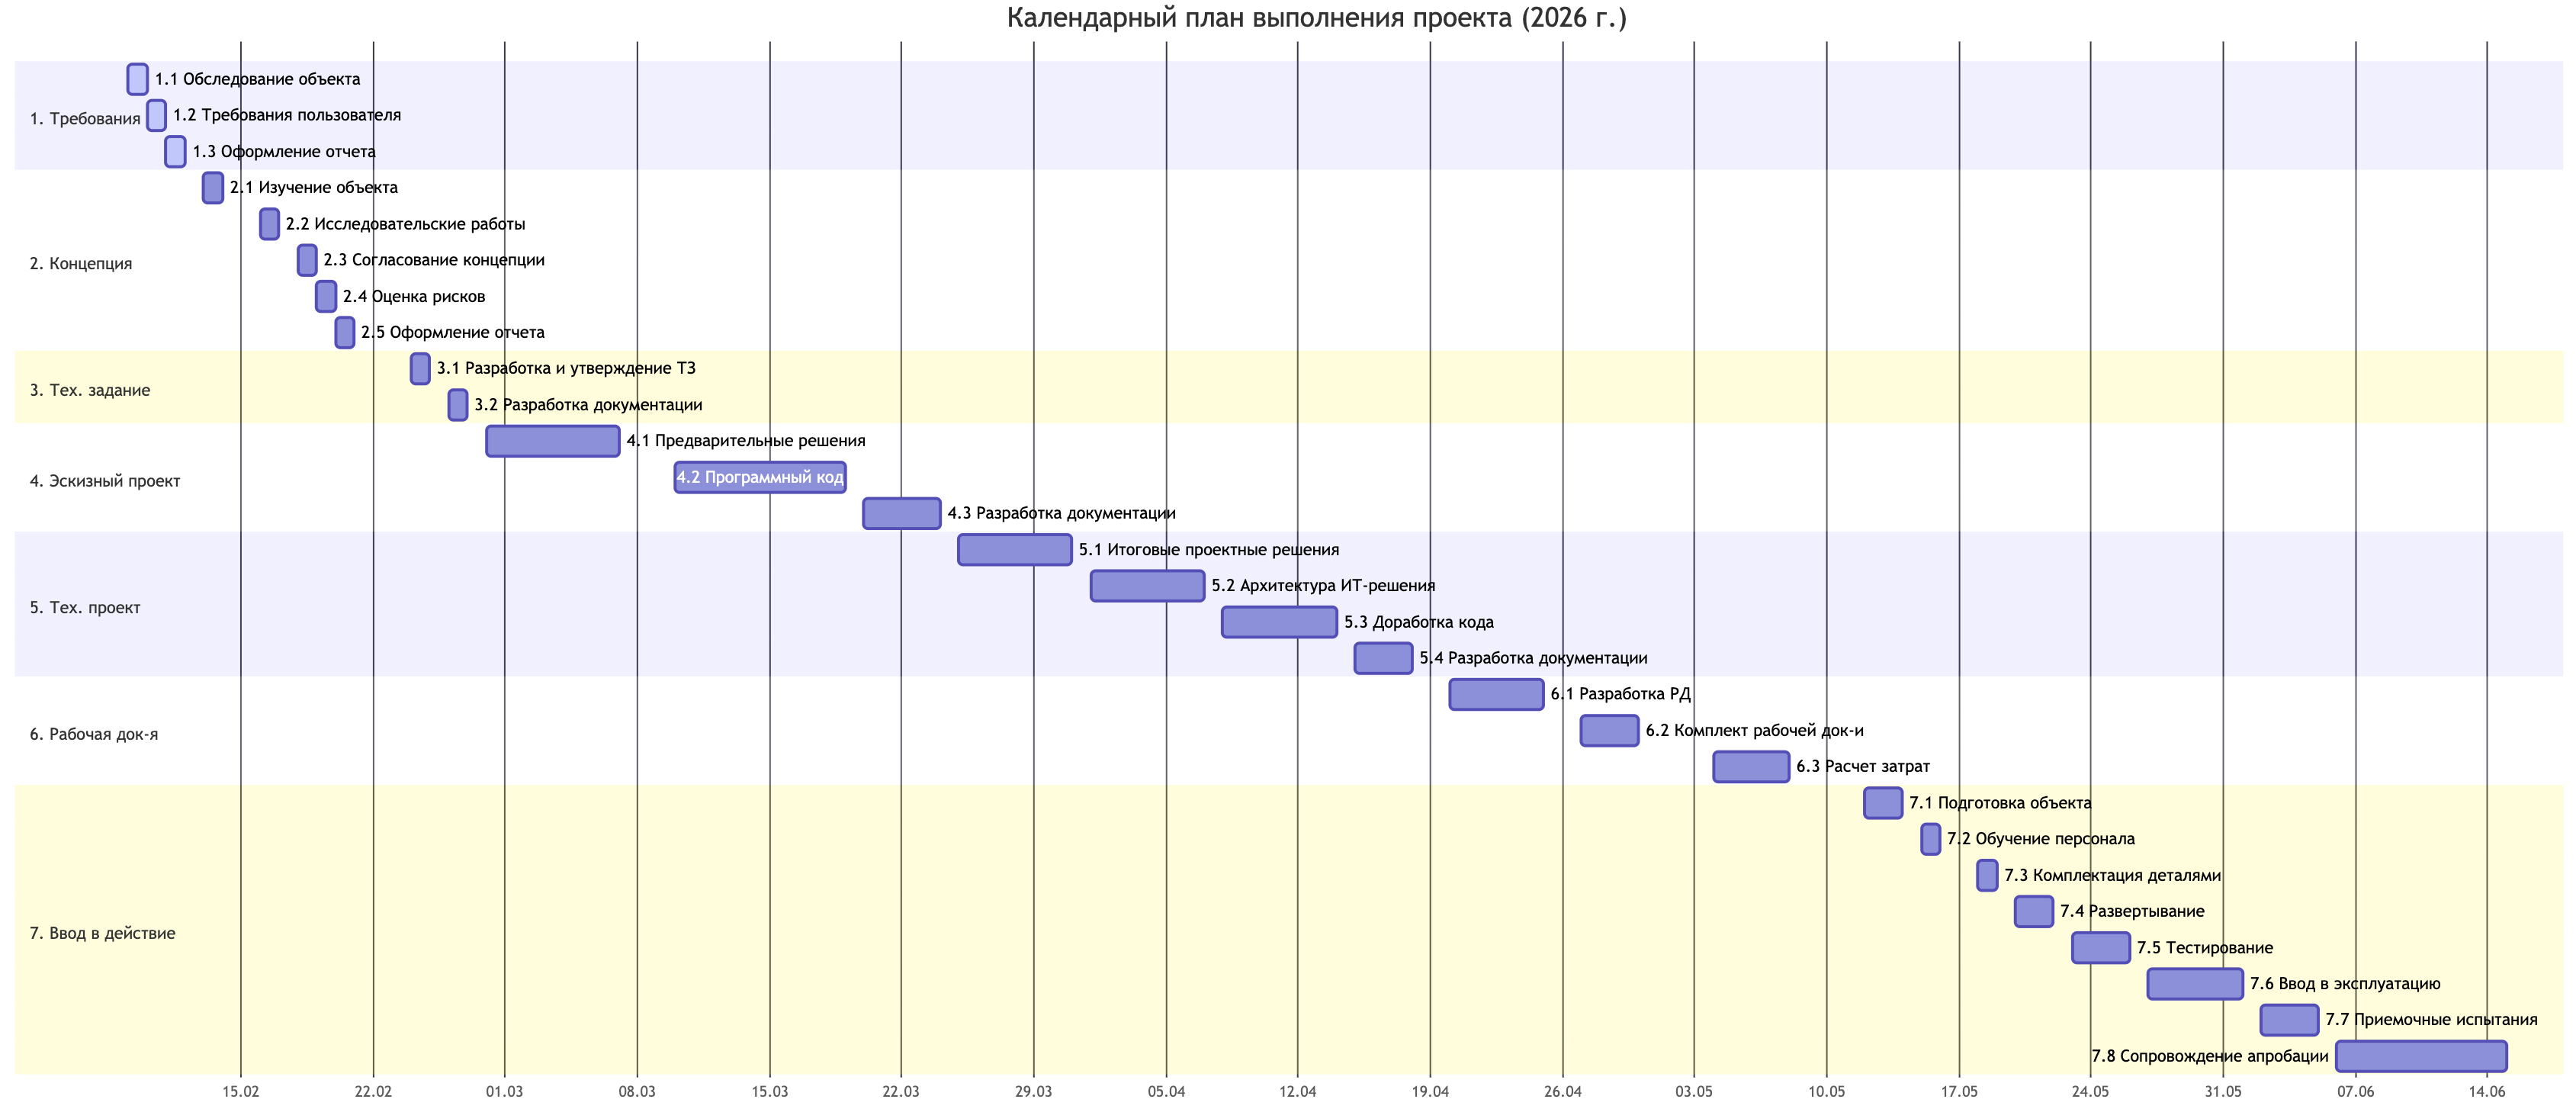 Календарный план выполнения проекта (2026 г.)
1. Требования
1.1 Обследование объекта
1.2 Требования пользователя
1.3 Оформление отчета
2. Концепция
2.1 Изучение объекта
2.2 Исследовательские работы
2.3 Согласование концепции
2.4 Оценка рисков
2.5 Оформление отчета
3. Тех. задание
3.1 Разработка и утверждение ТЗ
3.2 Разработка документации
4. Эскизный проект
4.1 Предварительные решения
4.2 Программный код
4.3 Разработка документации
5. Тех. проект
5.1 Итоговые проектные решения
5.2 Архитектура ИТ-решения
5.3 Доработка кода
5.4 Разработка документации
6. Рабочая док-я
6.1 Разработка РД
6.2 Комплект рабочей док-и
6.3 Расчет затрат
7. Ввод в действие
7.1 Подготовка объекта
7.2 Обучение персонала
7.3 Комплектация деталями
7.4 Развертывание
7.5 Тестирование
7.6 Ввод в эксплуатацию
7.7 Приемочные испытания
7.8 Сопровождение апробации
15.02 22.02 01.03 08.03 15.03 22.03 29.03 05.04 12.04 19.04 26.04 03.05 10.05 17.05 24.05 31.05 07.06 14.06